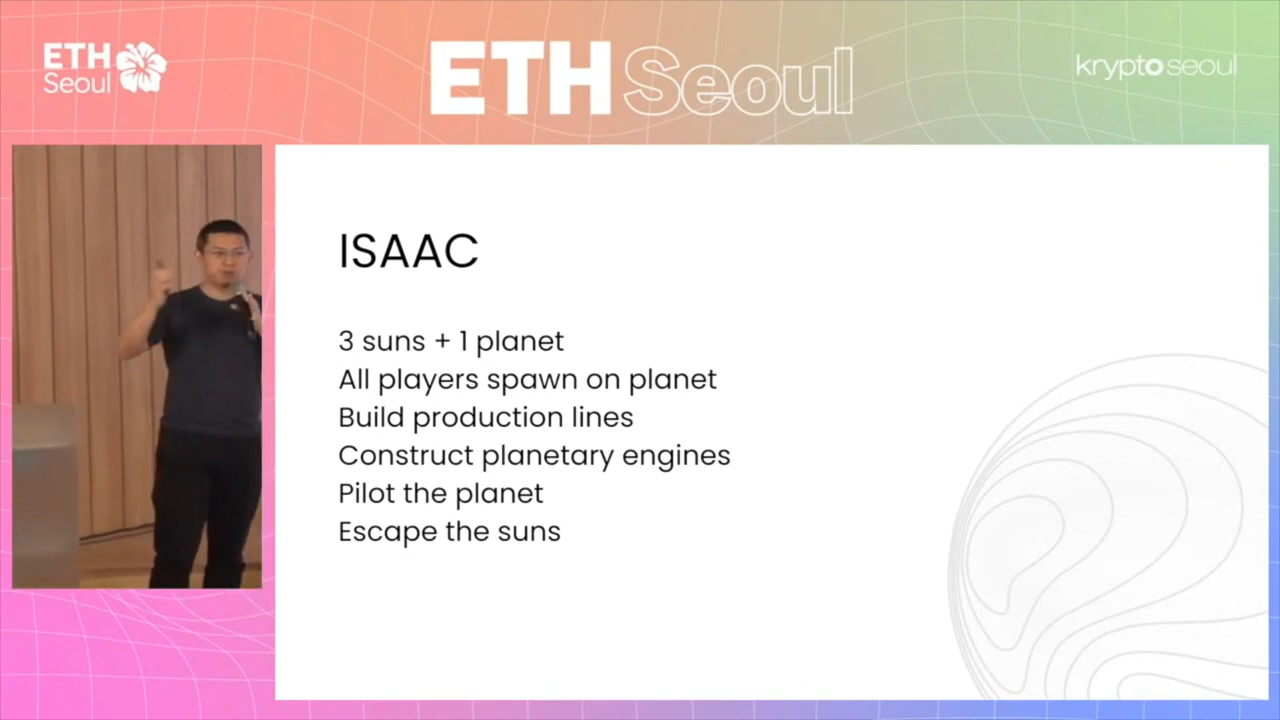 ETH
Seoul
ETH Seoul
krypto seoul
ISAAC
3 suns + 1 planet
All players spawn on planet
Build production lines
Construct planetary engines
Pilot the planet
Escape the suns